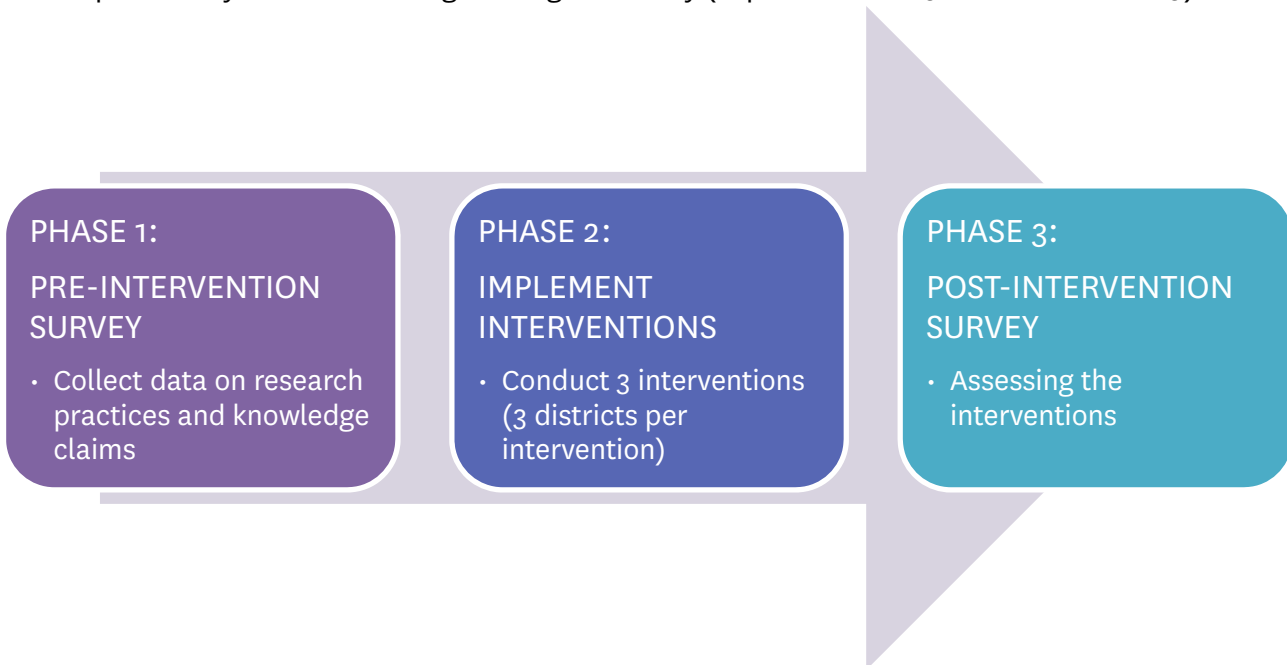 PHASE 1:
PRE-INTERVENTION
SURVEY
• Collect data on research
practices and knowledge
claims
PHASE 2:
IMPLEMENT
INTERVENTIONS
• Conduct 3 interventions
(3 districts per
intervention)
PHASE 3:
POST-INTERVENTION
SURVEY
• Assessing the
interventions